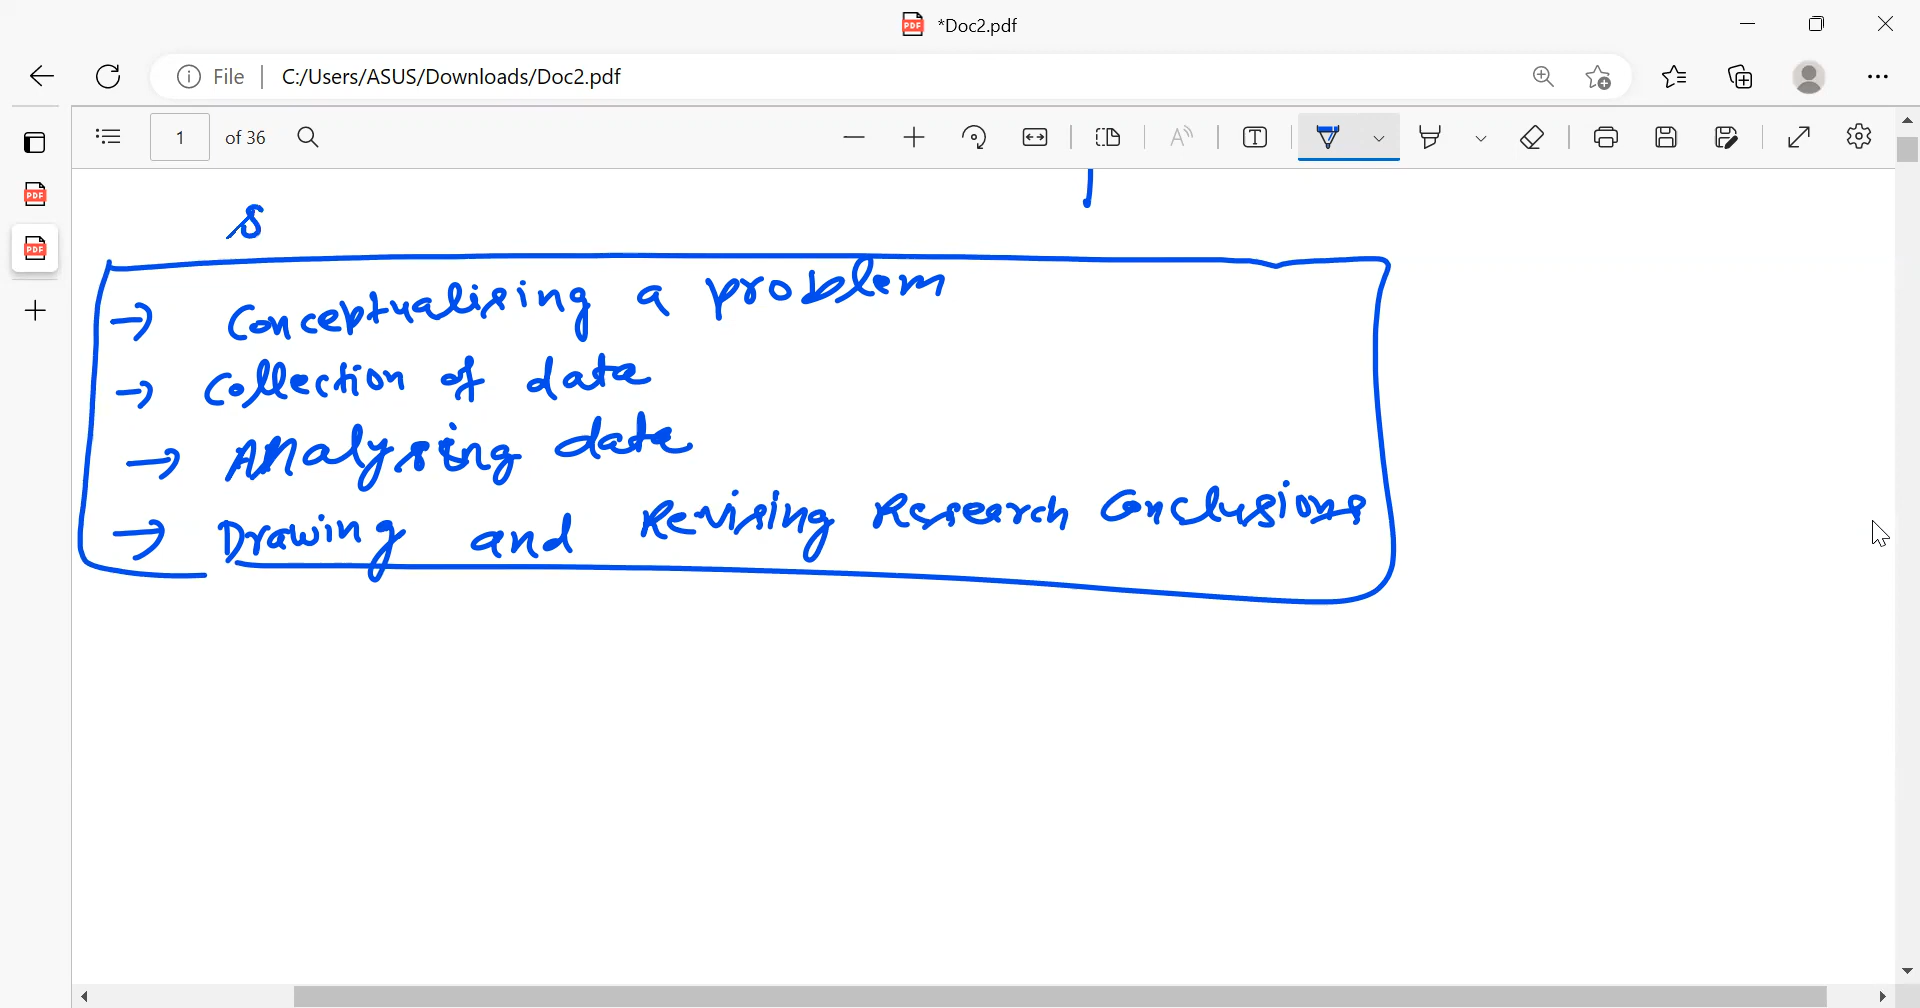 *Doc2.pdf
File | C:/Users/ASUS/Downloads/Doc2.pdf
1 of 36
s
→ Conceptualising a problem
→ Collection of data
→ Analysing data
→ Drawing and Revising Research Conclusions